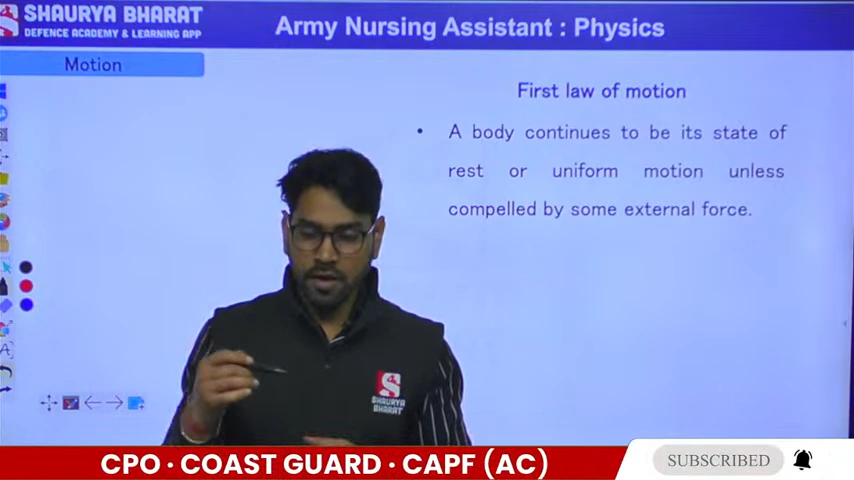 SHAURYA BHARAT
DEFENCE ACADEMY & LEARNING APP
Army Nursing Assistant : Physics
Motion
First law of motion
• A body continues to be its state of
rest or uniform motion unless
compelled by some external force.
SHAURYA
BHARAT
CPO · COAST GUARD · CAPF (AC)
SUBSCRIBED